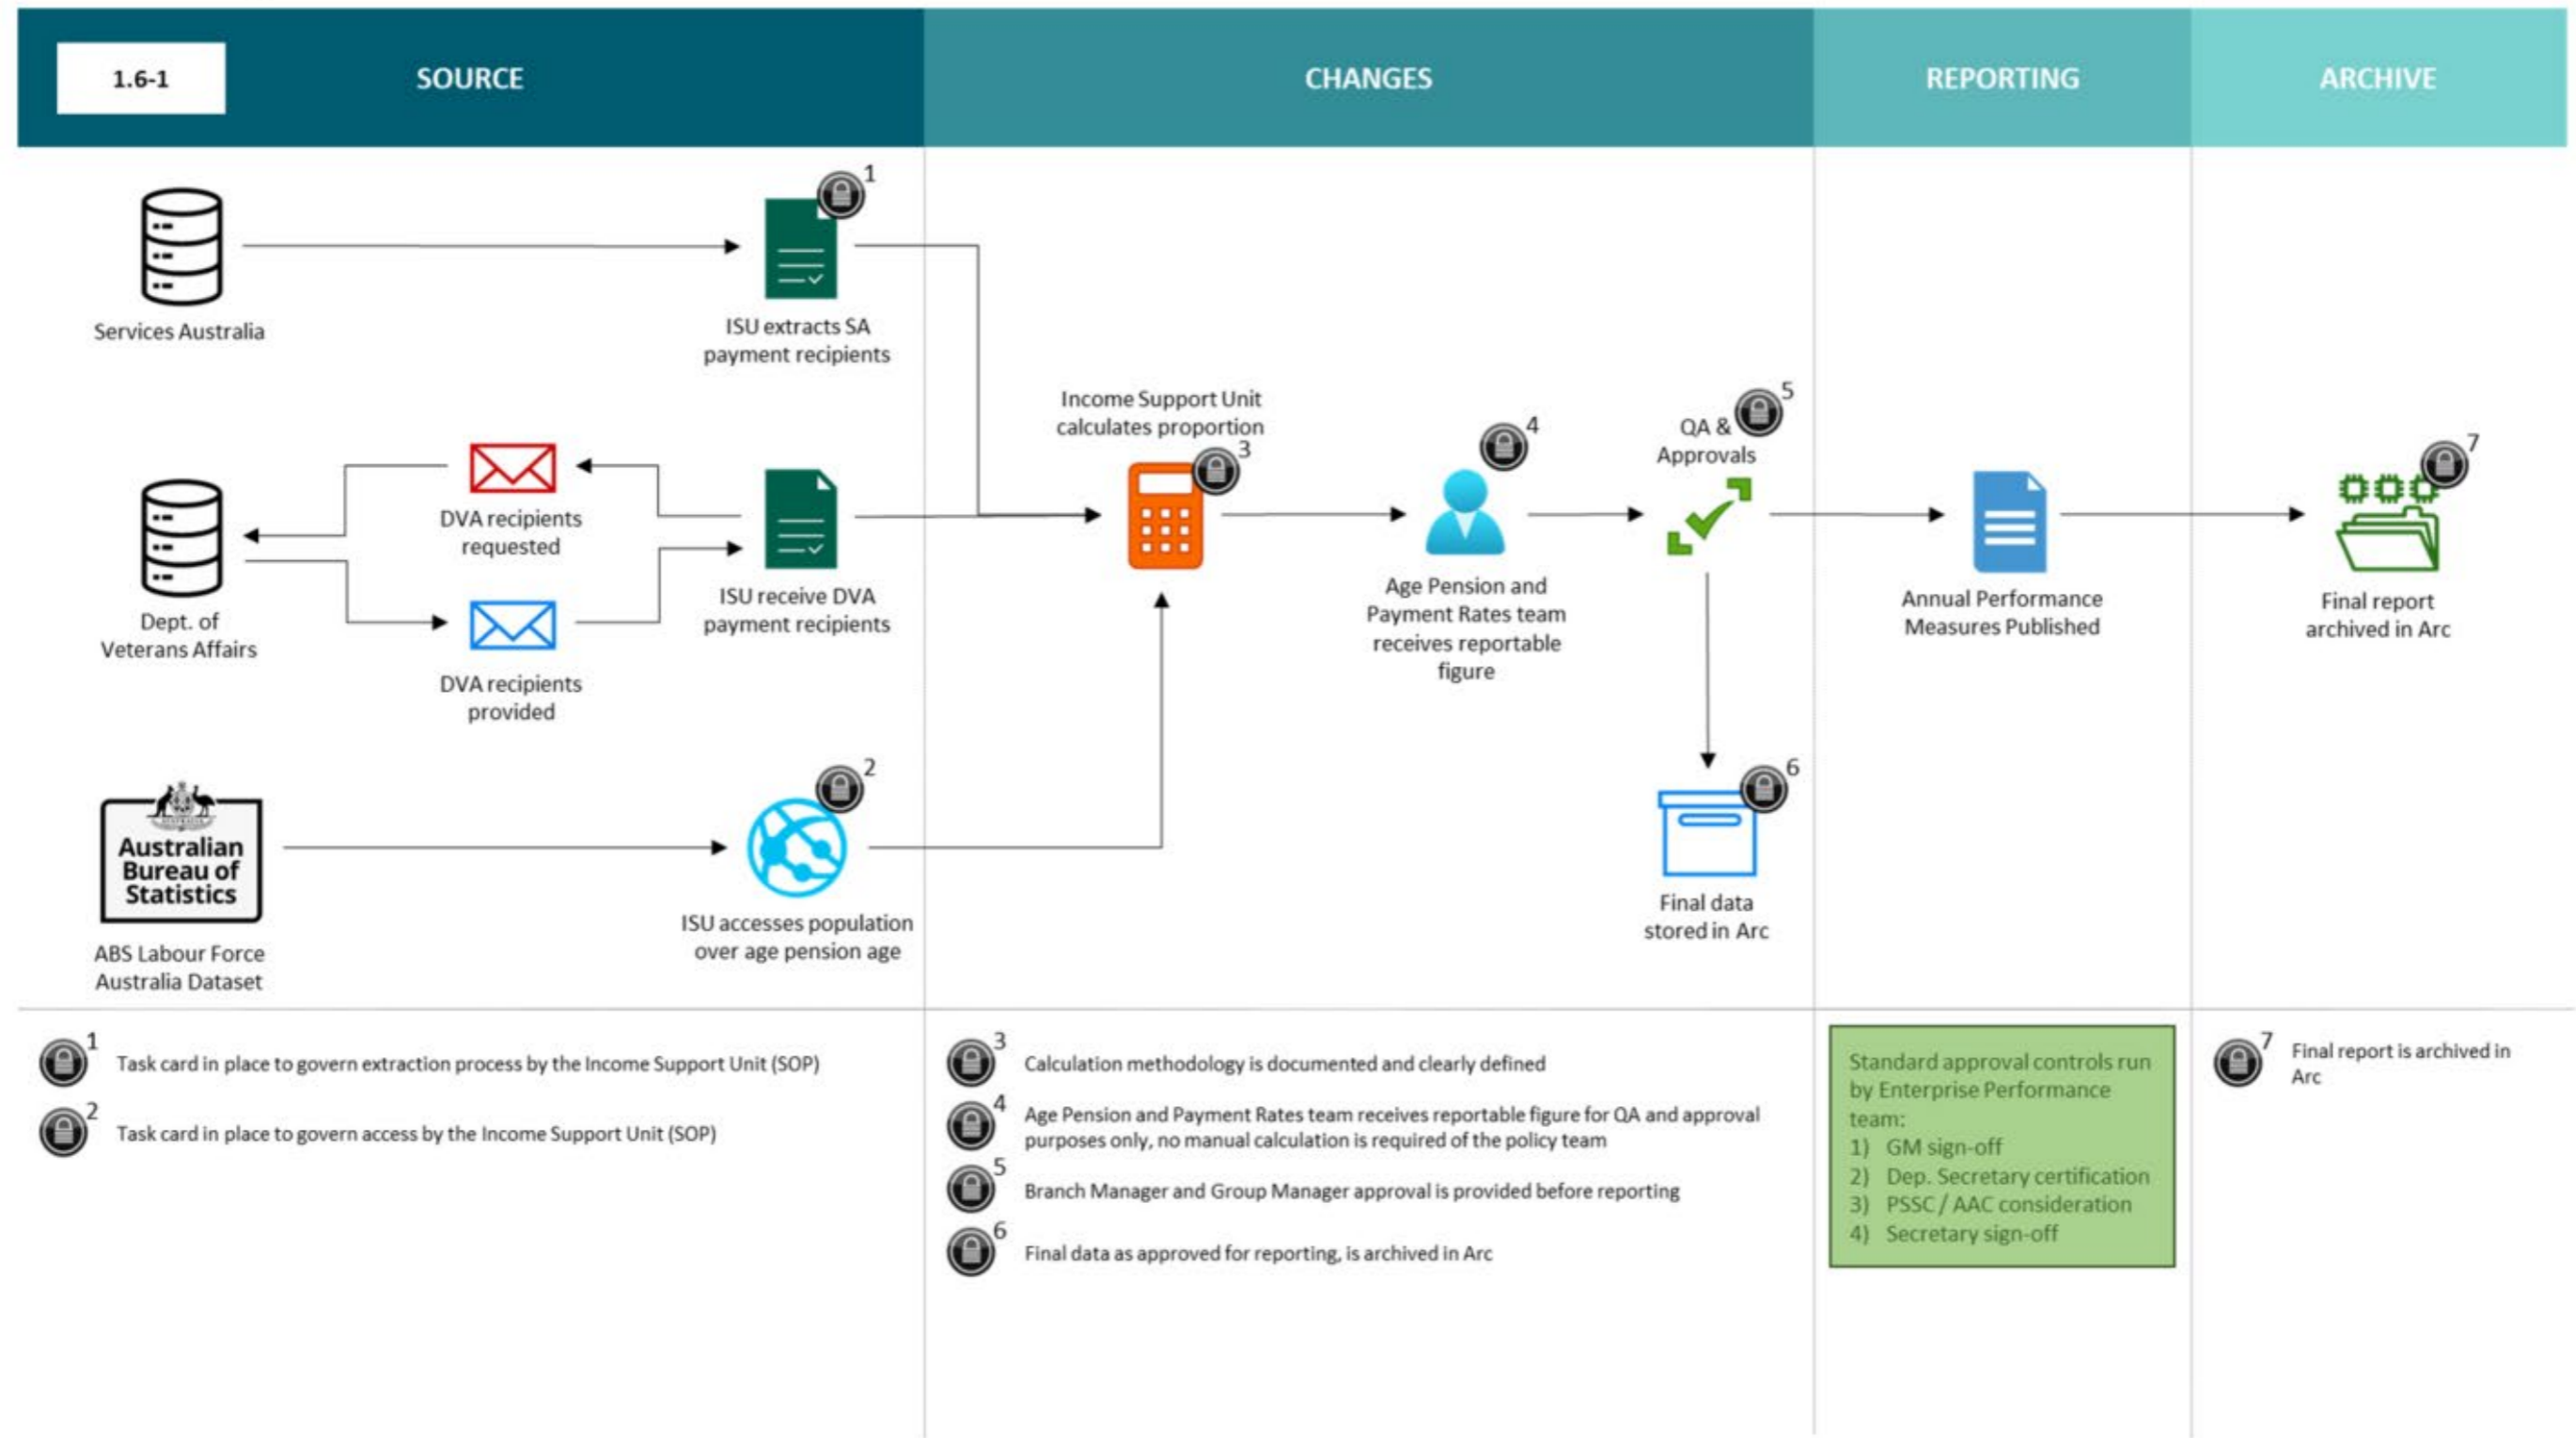 1.6-1
SOURCE
CHANGES
REPORTING
ARCHIVE
1
Services Australia
ISU extracts SA
payment recipients
DVA recipients
requested
Dept. of
Veterans Affairs
DVA recipients
provided
ISU receive DVA
payment recipients
2
AUSTRALIA
Australian
Bureau of
Statistics
ABS Labour Force
Australia Dataset
ISU accesses population
over age pension age
Income Support Unit
calculates proportion
3
4
Age Pension and
Payment Rates team
receives reportable
figure
5
QA &
Approvals
6
Final data
stored in Arc
Annual Performance
Measures Published
7
Final report
archived in Arc
1
Task card in place to govern extraction process by the Income Support Unit (SOP)
2
Task card in place to govern access by the Income Support Unit (SOP)
3
Calculation methodology is documented and clearly defined
4
Age Pension and Payment Rates team receives reportable figure for QA and approval
purposes only, no manual calculation is required of the policy team
5
Branch Manager and Group Manager approval is provided before reporting
6
Final data as approved for reporting, is archived in Arc
Standard approval controls run
by Enterprise Performance
team:
1) GM sign-off
2) Dep. Secretary certification
3) PSSC / AAC consideration
4) Secretary sign-off
7
Final report is archived in
Arc